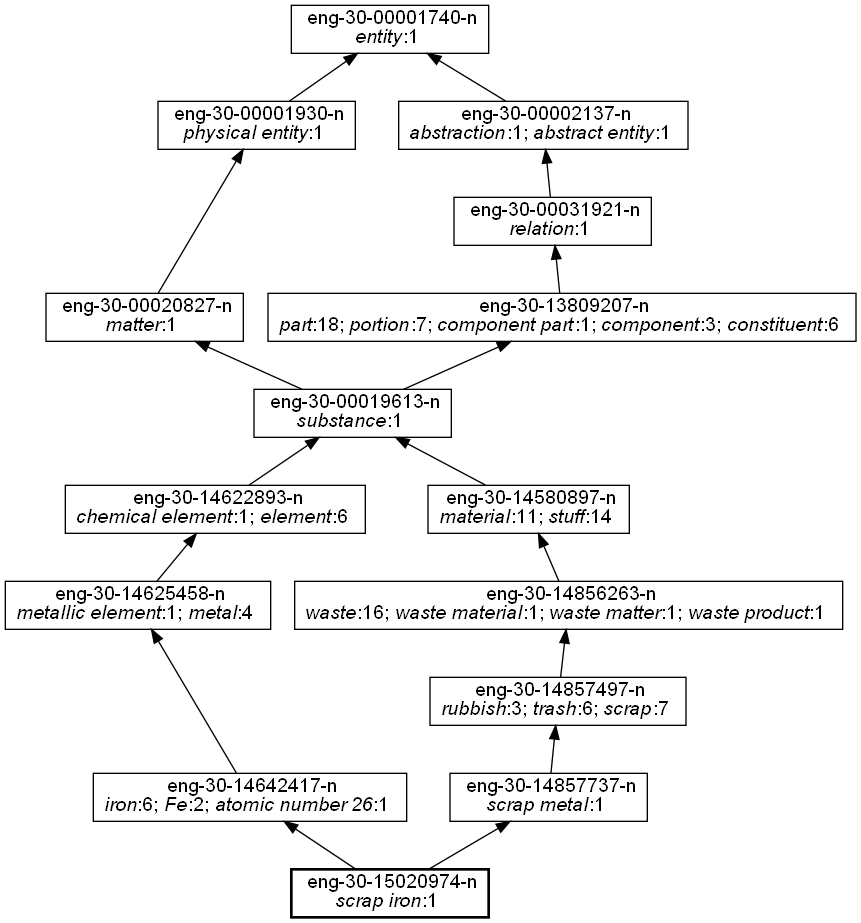 eng-30-00001740-n
entity:1
eng-30-00001930-n
physical entity:1
eng-30-00002137-n
abstraction:1; abstract entity:1
eng-30-00031921-n
relation:1
eng-30-00020827-n
matter:1
eng-30-13809207-n
part:18; portion:7; component part:1; component:3; constituent:6
eng-30-00019613-n
substance:1
eng-30-14622893-n
chemical element:1; element:6
eng-30-14580897-n
material:11; stuff:14
eng-30-14625458-n
metallic element:1; metal:4
eng-30-14856263-n
waste:16; waste material:1; waste matter:1; waste product:1
eng-30-14857497-n
rubbish:3; trash:6; scrap:7
eng-30-14642417-n
iron:6; Fe:2; atomic number 26:1
eng-30-14857737-n
scrap metal:1
eng-30-15020974-n
scrap iron:1